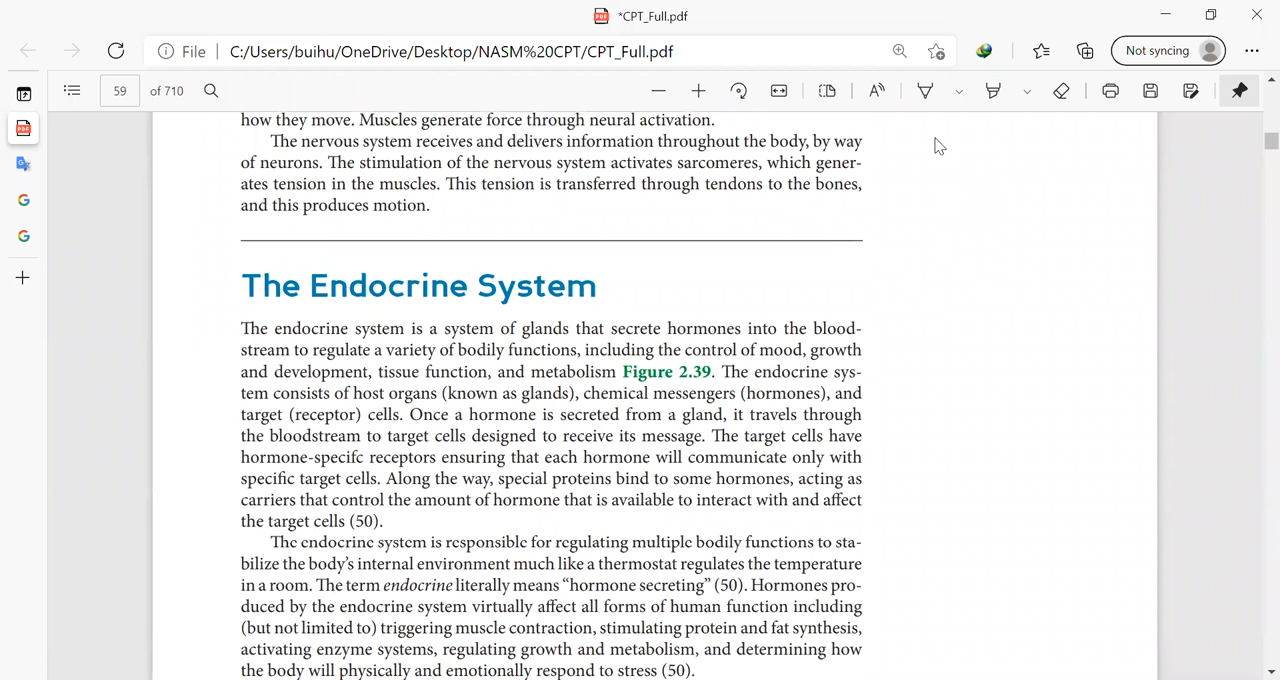 *CPT_Full.pdf
File
C:/Users/buihu/OneDrive/Desktop/NASM%20CPT/CPT_Full.pdf
Not syncing
59 of 710
how they move. Muscles generate force through neural activation.
The nervous system receives and delivers information throughout the body, by way
of neurons. The stimulation of the nervous system activates sarcomeres, which gener-
ates tension in the muscles. This tension is transferred through tendons to the bones,
and this produces motion.
The Endocrine System
The endocrine system is a system of glands that secrete hormones into the blood-
stream to regulate a variety of bodily functions, including the control of mood, growth
and development, tissue function, and metabolism Figure 2.39. The endocrine sys-
tem consists of host organs (known as glands), chemical messengers (hormones), and
target (receptor) cells. Once a hormone is secreted from a gland, it travels through
the bloodstream to target cells designed to receive its message. The target cells have
hormone-specifc receptors ensuring that each hormone will communicate only with
specific target cells. Along the way, special proteins bind to some hormones, acting as
carriers that control the amount of hormone that is available to interact with and affect
the target cells (50).
The endocrine system is responsible for regulating multiple bodily functions to sta-
bilize the body's internal environment much like a thermostat regulates the temperature
in a room. The term endocrine literally means “hormone secreting” (50). Hormones pro-
duced by the endocrine system virtually affect all forms of human function including
(but not limited to) triggering muscle contraction, stimulating protein and fat synthesis,
activating enzyme systems, regulating growth and metabolism, and determining how
the body will physically and emotionally respond to stress (50).